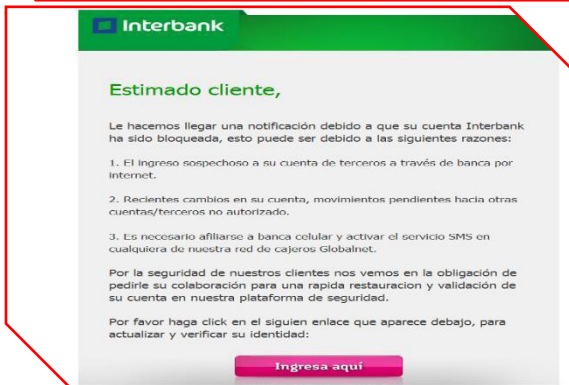 Interbank
Estimado cliente,
Le hacemos llegar una notificación debido a que su cuenta Interbank
ha sido bloqueada, esto puede ser debido a las siguientes razones:
1. El ingreso sospechoso a su cuenta de terceros a través de banca por
internet.
2. Recientes cambios en su cuenta, movimientos pendientes hacia otras
cuentas/terceros no autorizado.
3. Es necesario afiliarse a banca celular y activar el servicio SMS en
cualquiera de nuestra red de cajeros Globalnet.
Por la seguridad de nuestros clientes nos vemos en la obligación de
pedirle su colaboración para una rapida restauracion y validación de
su cuenta en nuestra plataforma de seguridad.
Por favor haga click en el siguien enlace que aparece debajo, para
actualizar y verificar su identidad:
Ingresa aquí